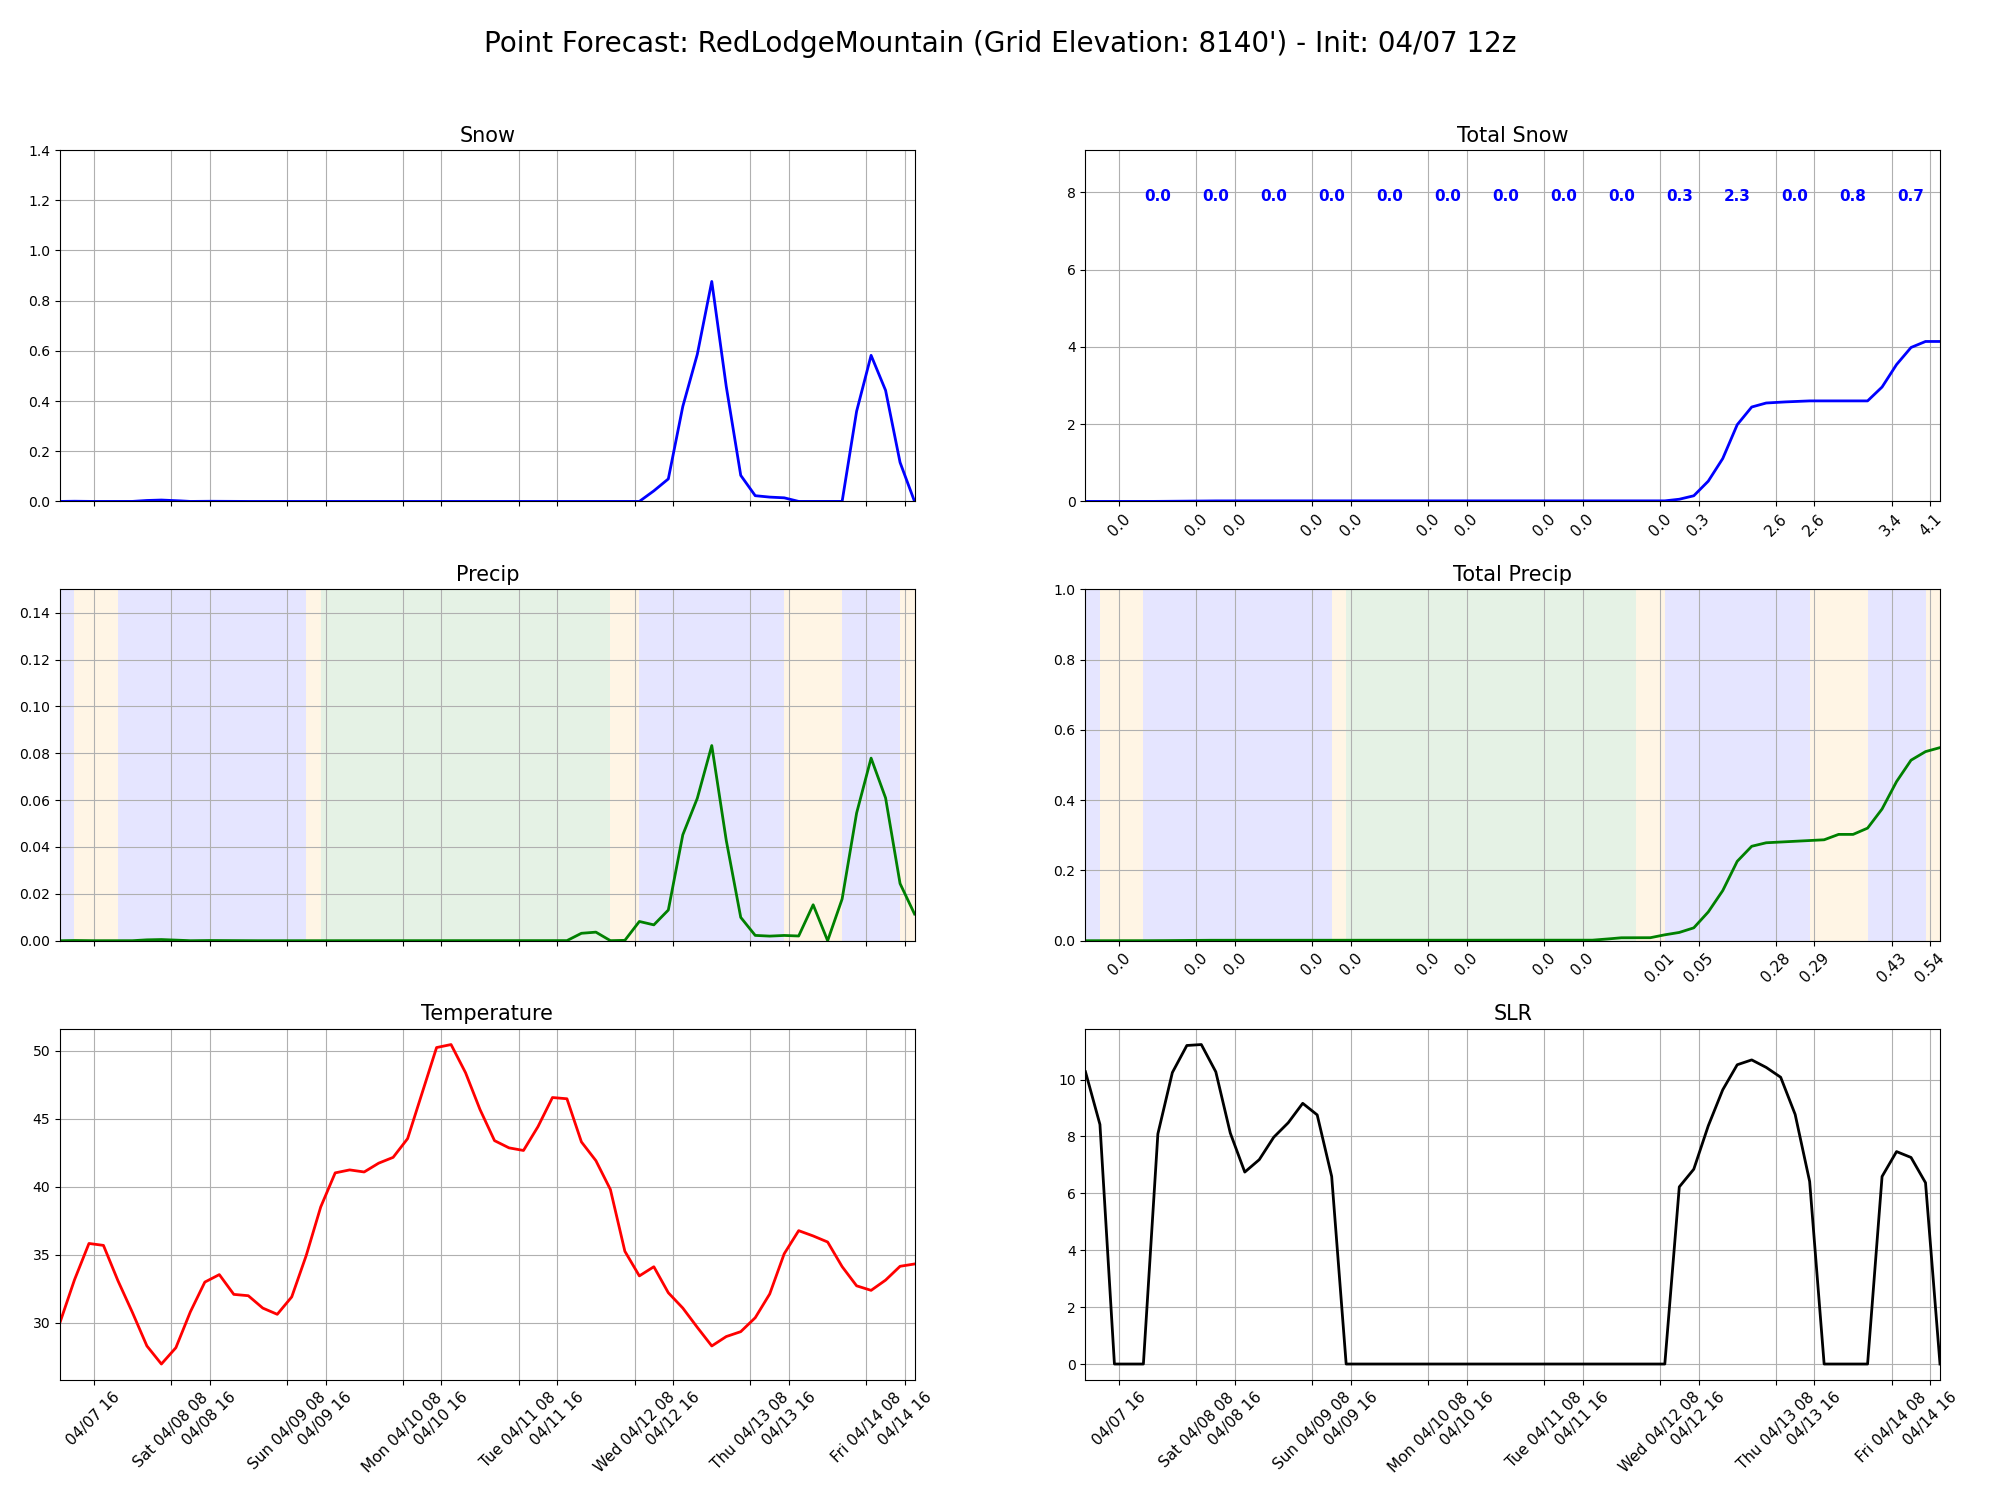 Point Forecast: RedLodgeMountain (Grid Elevation: 8140') - Init: 04/07 12z
Snow
1.4
1.2
1.0
0.8
0.6
0.4
0.2
0.0
Total Snow
8
6
4
2
0
0.0 0.0 0.0 0.0 0.0 0.0 0.0 0.0 0.0 0.3 2.3 0.0 0.8 0.7
0.0 0.0 0.0 0.0 0.0 0.0 0.0 0.0 0.0 0.0 0.3 2.6 2.6 3.4 4.1
Precip
0.14
0.12
0.10
0.08
0.06
0.04
0.02
0.00
Total Precip
1.0
0.8
0.6
0.4
0.2
0.0
0.0 0.0 0.0 0.0 0.0 0.0 0.0 0.0 0.0 0.01 0.05 0.28 0.29 0.43 0.54
Temperature
50
45
40
35
30
04/07 16
Sat 04/08 08
04/08 16
Sun 04/09 08
04/09 16
Mon 04/10 08
04/10 16
Tue 04/11 08
04/11 16
Wed 04/12 08
04/12 16
Thu 04/13 08
04/13 16
Fri 04/14 08
04/14 16
SLR
10
8
6
4
2
0
04/07 16
Sat 04/08 08
04/08 16
Sun 04/09 08
04/09 16
Mon 04/10 08
04/10 16
Tue 04/11 08
04/11 16
Wed 04/12 08
04/12 16
Thu 04/13 08
04/13 16
Fri 04/14 08
04/14 16